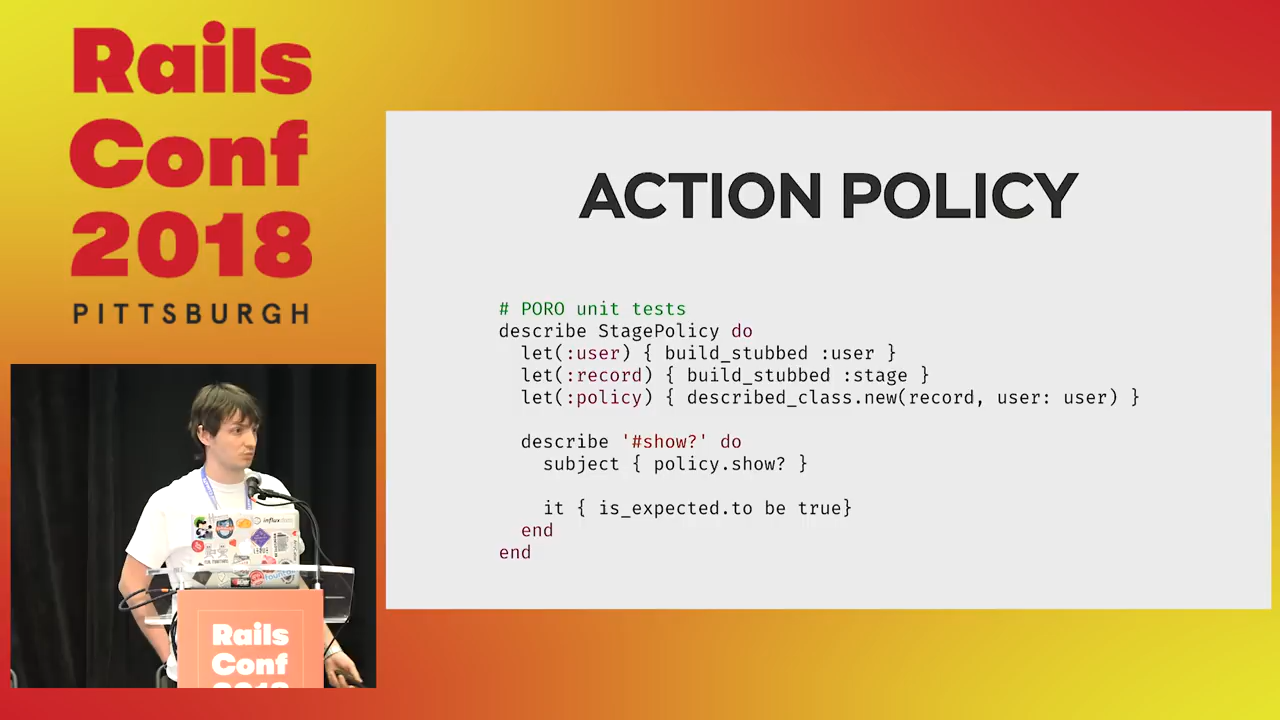 Rails
Conf
2018
PITTSBURGH
ACTION POLICY
# PORO unit tests
describe StagePolicy do
  let(:user) { build_stubbed :user }
  let(:record) { build_stubbed :stage }
  let(:policy) { described_class.new(record, user: user) }
  describe '#show?' do
    subject { policy.show? }
    it { is_expected.to be true}
  end
end
influx
Rails
Conf
2018